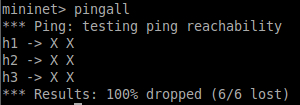 mininet> pingall
*** Ping: testing ping reachability
h1 -> X X
h2 -> X X
h3 -> X X
*** Results: 100% dropped (6/6 lost)